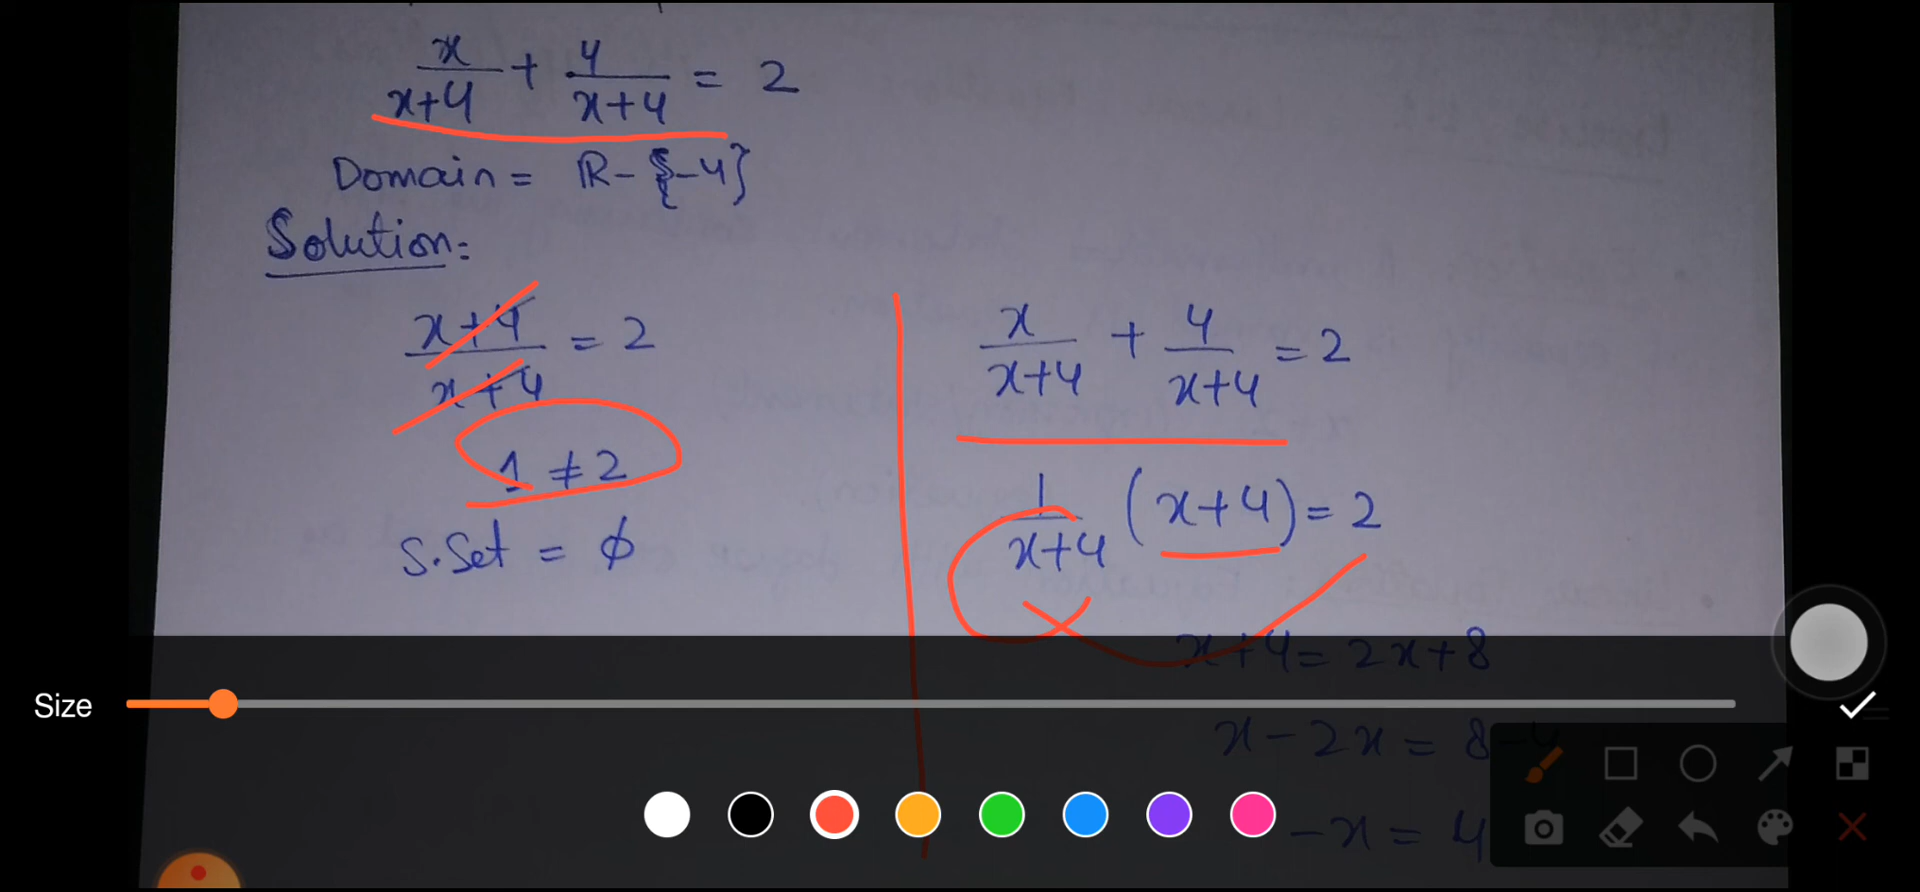 x/(x+4) + 4/(x+4) = 2
Domain = ℝ - {-4}
Solution:
(x+4)/(x+4) = 2
1 ≠ 2
S.Set = ϕ
x/(x+4) + 4/(x+4) = 2
1/(x+4) (x+4) = 2
x+4 = 2x+8
x - 2x = 8-4
-x = 4
Size